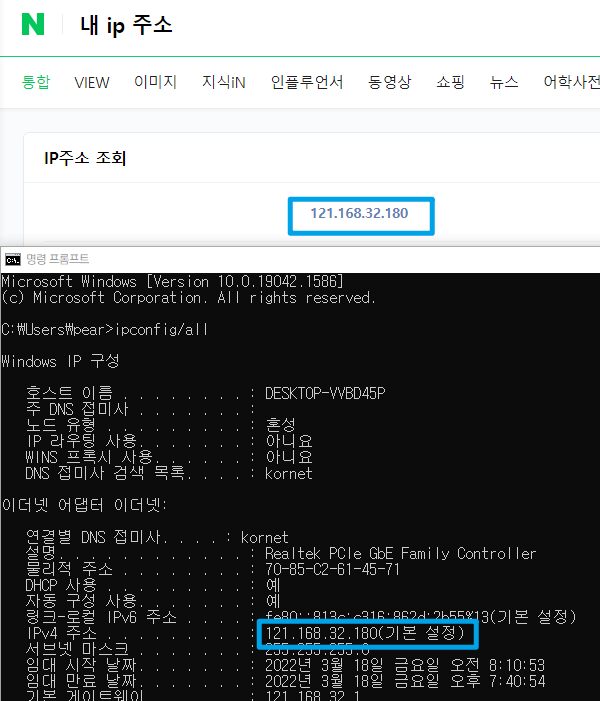 N 내 ip 주소
통합 VIEW 이미지 지식iN 인플루언서 동영상 쇼핑 뉴스 어학사전
IP주소 조회
121.168.32.180
명령 프롬프트
Microsoft Windows [Version 10.0.19042.1586]
(c) Microsoft Corporation. All rights reserved.
C:₩Users₩pear>ipconfig/all
Windows IP 구성
호스트 이름 . . . . . . . . : DESKTOP-VVBD45P
주 DNS 접미사 . . . . . . . :
노드 유형 . . . . . . . . . : 혼성
IP 라우팅 사용. . . . . . . : 아니요
WINS 프록시 사용. . . . . . : 아니요
DNS 접미사 검색 목록. . . . : kornet
이더넷 어댑터 이더넷:
연결별 DNS 접미사. . . . : kornet
설명. . . . . . . . . . . . : Realtek PCIe GbE Family Controller
물리적 주소 . . . . . . . . : 70-85-C2-61-45-71
DHCP 사용 . . . . . . . . . : 예
자동 구성 사용. . . . . . . : 예
링크-로컬 IPv6 주소 . . . . : fe80::813c:c316:862d:2b55%13(기본 설정)
IPv4 주소 . . . . . . . . . : 121.168.32.180(기본 설정)
서브넷 마스크 . . . . . . . : 255.255.255.0
임대 시작 날짜. . . . . . . : 2022년 3월 18일 금요일 오전 8:10:53
임대 만료 날짜. . . . . . . : 2022년 3월 18일 금요일 오후 7:40:54
기본 게이트웨이 . . . . . . : 121.168.32.1